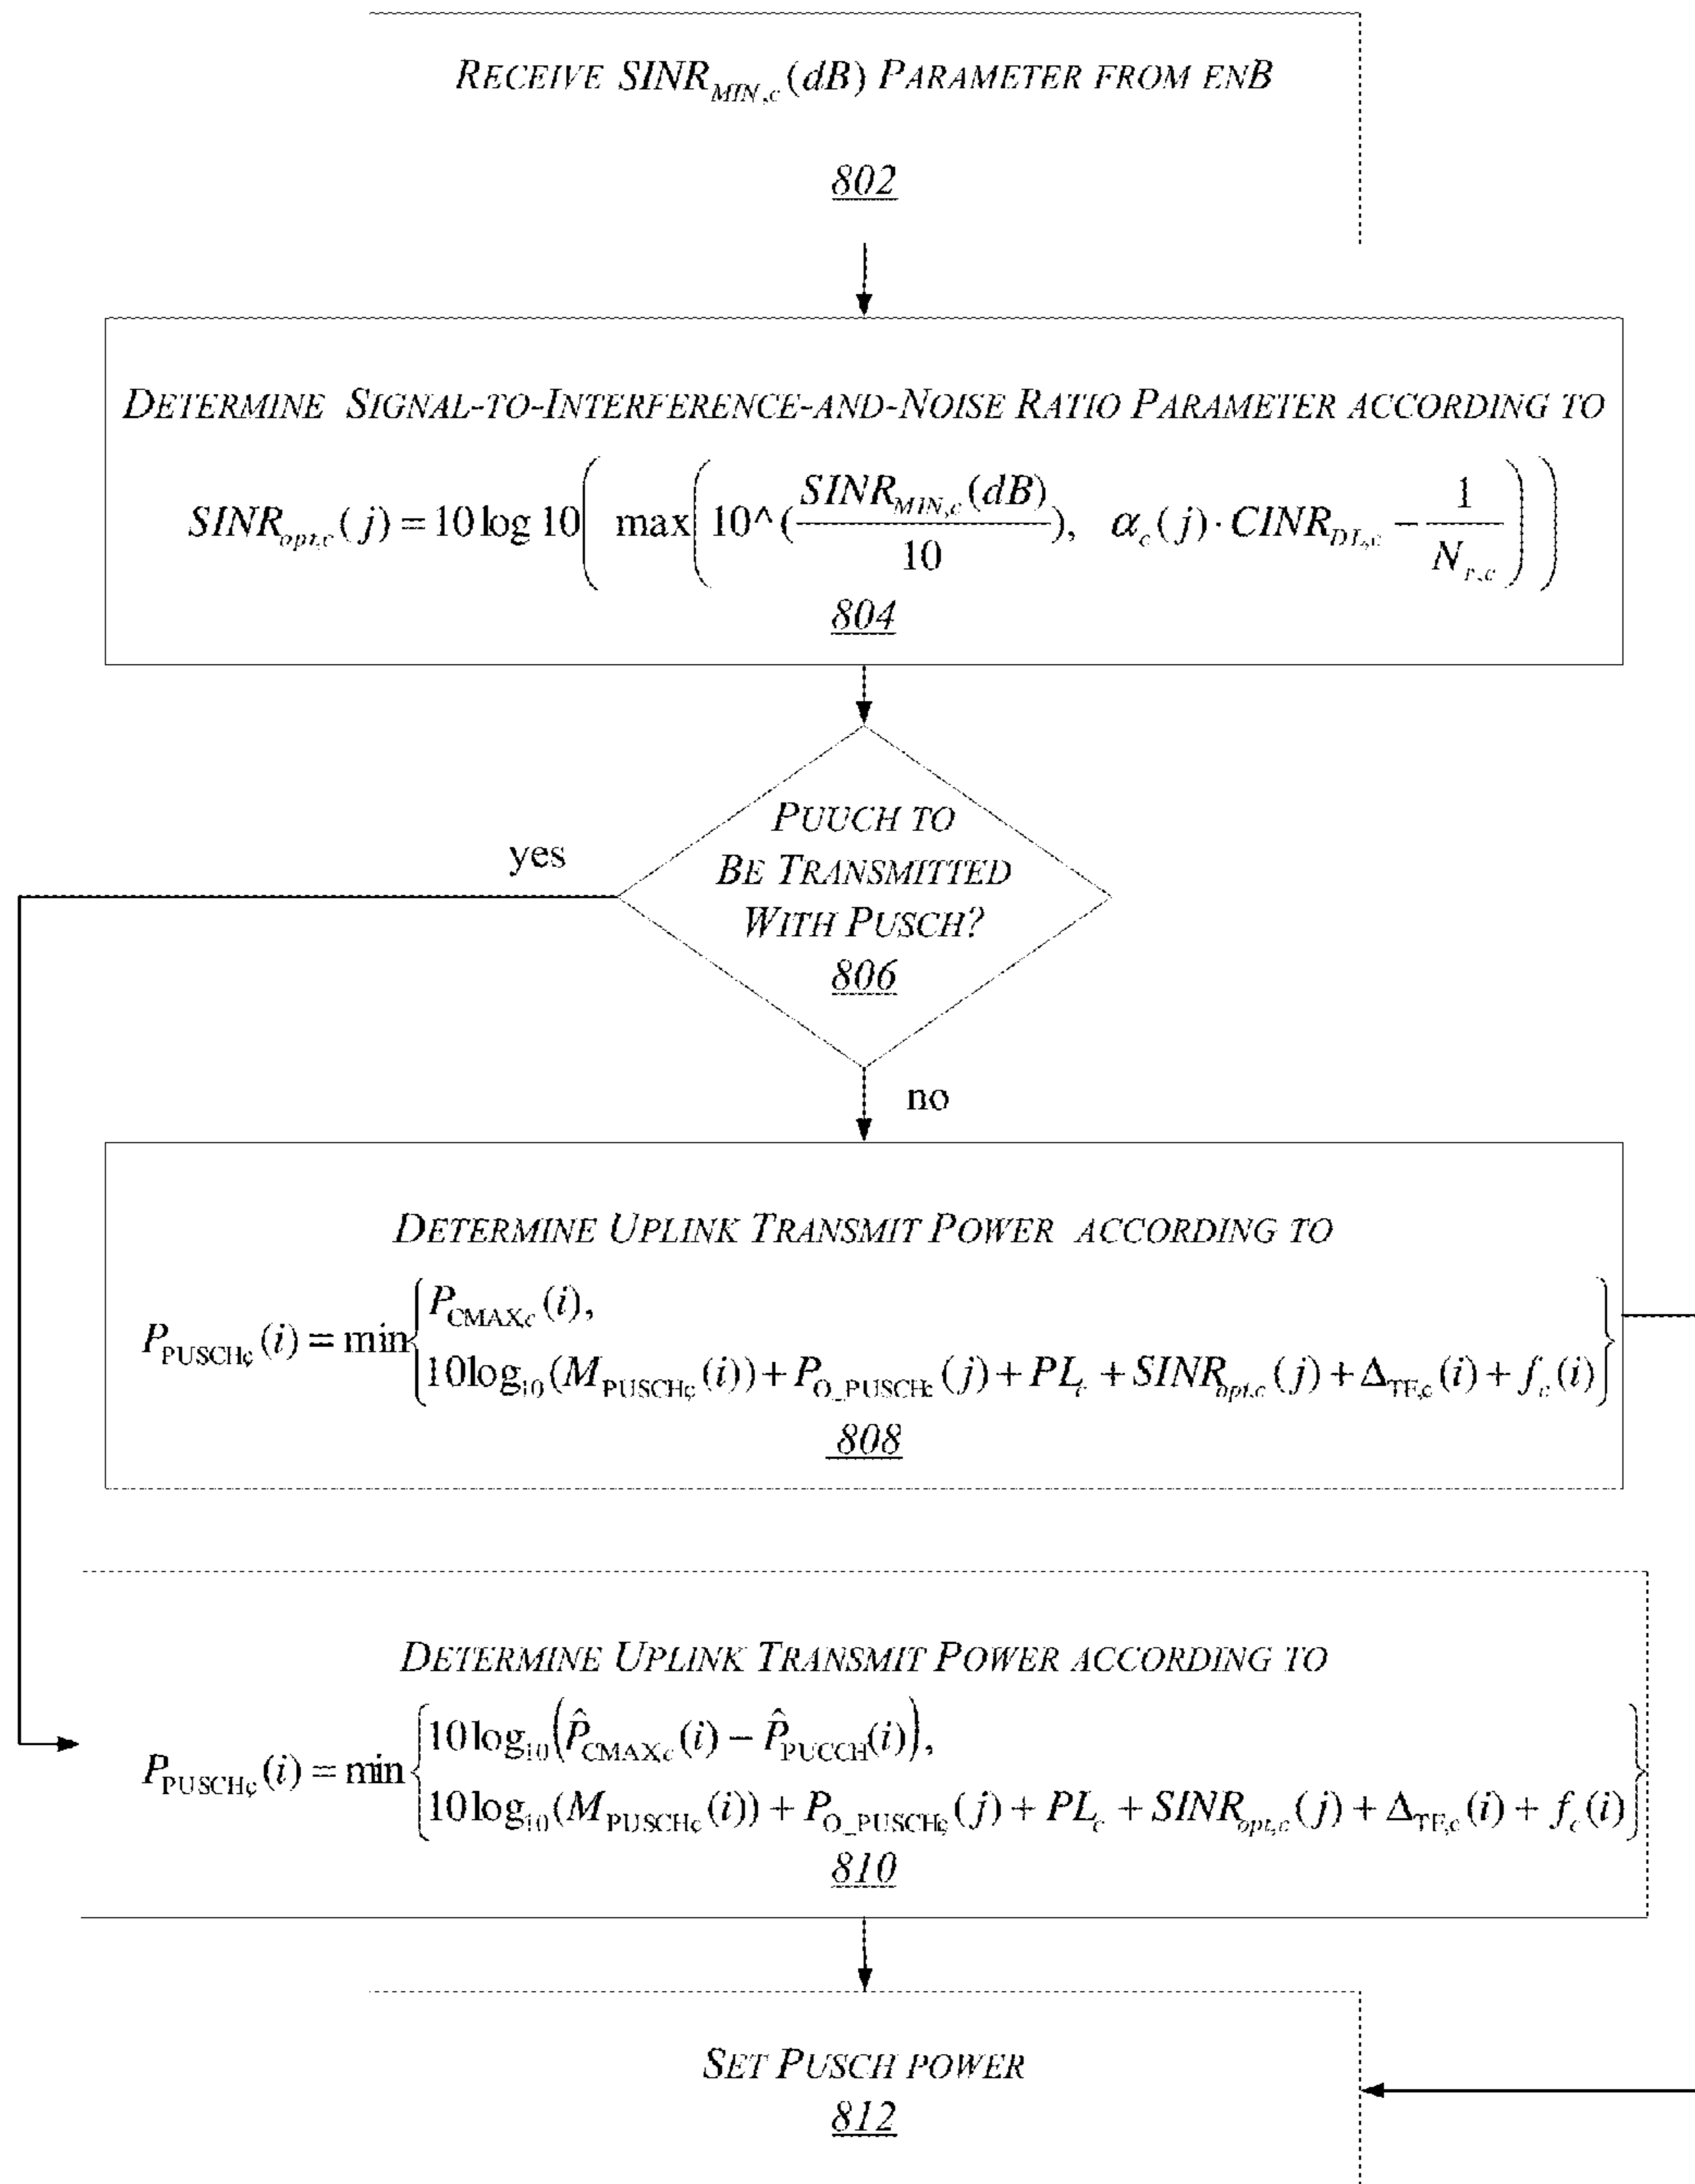 RECEIVE SINR_{MIN,c}(dB) PARAMETER FROM ENB
802
DETERMINE SIGNAL-TO-INTERFERENCE-AND-NOISE RATIO PARAMETER ACCORDING TO
SINR_{opt,c}(j) = 10 log 10( max( 10^(SINR_{MIN,c}(dB)/10), α_c(j) · CINR_{DL,c} − 1/N_{r,c} ) )
804
PUUCH TO
BE TRANSMITTED
WITH PUSCH?
806
yes
no
DETERMINE UPLINK TRANSMIT POWER ACCORDING TO
P_{PUSCH,c}(i) = min{ P_{CMAX,c}(i),
10log_{10}(M_{PUSCH,c}(i)) + P_{O_PUSCH,c}(j) + PL_c + SINR_{opt,c}(j) + Δ_{TF,c}(i) + f_c(i) }
808
DETERMINE UPLINK TRANSMIT POWER ACCORDING TO
P_{PUSCH,c}(i) = min{ 10log_{10}(P̂_{CMAX,c}(i) − P̂_{PUCCH}(i)),
10log_{10}(M_{PUSCH,c}(i)) + P_{O_PUSCH,c}(j) + PL_c + SINR_{opt,c}(j) + Δ_{TF,c}(i) + f_c(i) }
810
SET PUSCH POWER
812